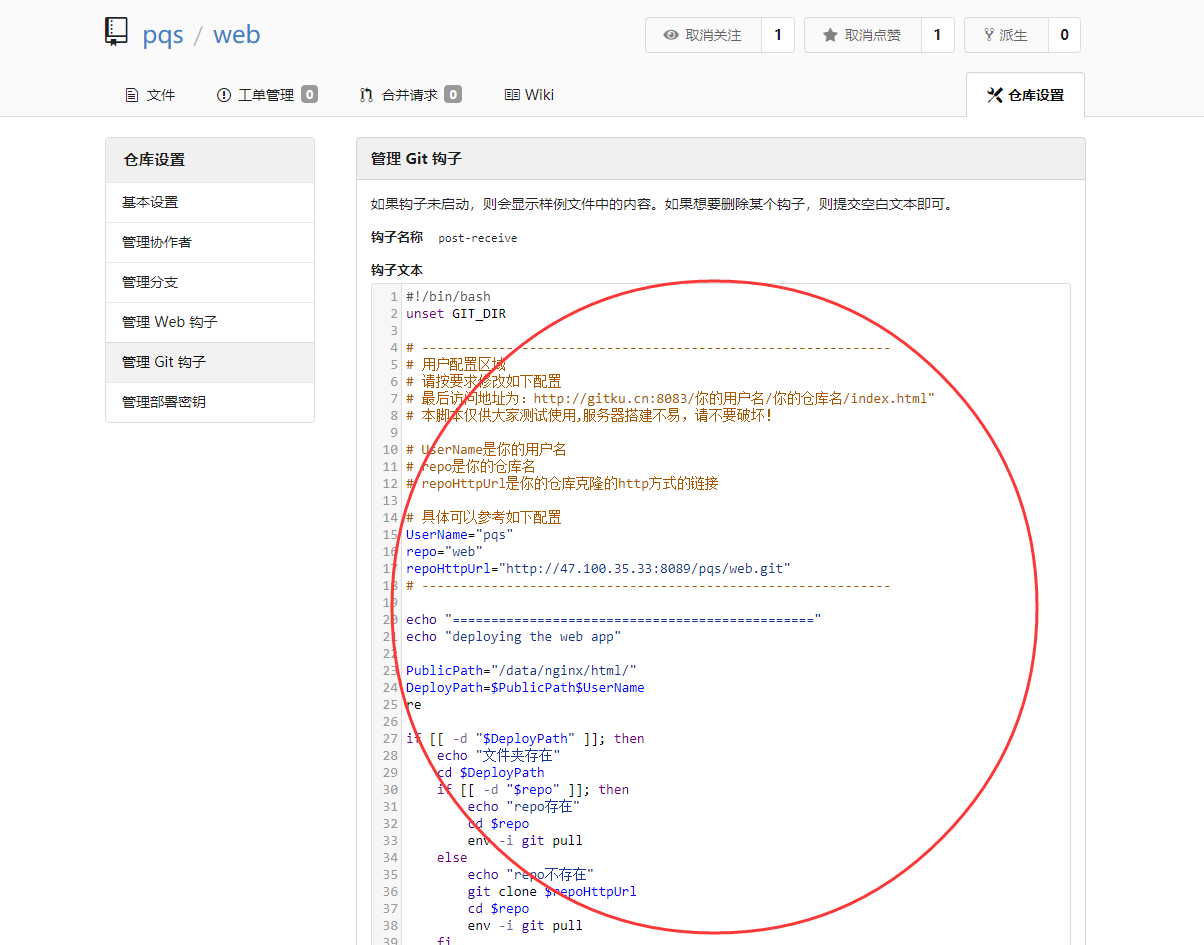 pqs / web
取消关注 1
取消点赞 1
派生 0
文件
工单管理 0
合并请求 0
Wiki
仓库设置
仓库设置
基本设置
管理协作者
管理分支
管理 Web 钩子
管理 Git 钩子
管理部署密钥
管理 Git 钩子
如果钩子未启动，则会显示样例文件中的内容。如果想要删除某个钩子，则提交空白文本即可。
钩子名称 post-receive
钩子文本
1 #!/bin/bash
2 unset GIT_DIR
3
4 # -------------------------------------------------------------
5 # 用户配置区域
6 # 请按要求修改如下配置
7 # 最后访问地址为：http://gitku.cn:8083/你的用户名/你的仓库名/index.html"
8 # 本脚本仅供大家测试使用,服务器搭建不易，请不要破坏！
9
10 # UserName是你的用户名
11 # repo是你的仓库名
12 # repoHttpUrl是你的仓库克隆的http方式的链接
13
14 # 具体可以参考如下配置
15 UserName="pqs"
16 repo="web"
17 repoHttpUrl="http://47.100.35.33:8089/pqs/web.git"
18 # -------------------------------------------------------------
19
20 echo "==============================================="
21 echo "deploying the web app"
22
23 PublicPath="/data/nginx/html/"
24 DeployPath=$PublicPath$UserName
25 re
26
27 if [[ -d "$DeployPath" ]]; then
28     echo "文件夹存在"
29     cd $DeployPath
30     if [[ -d "$repo" ]]; then
31         echo "repo存在"
32         cd $repo
33         env -i git pull
34     else
35         echo "repo不存在"
36         git clone $repoHttpUrl
37         cd $repo
38         env -i git pull
39     fi